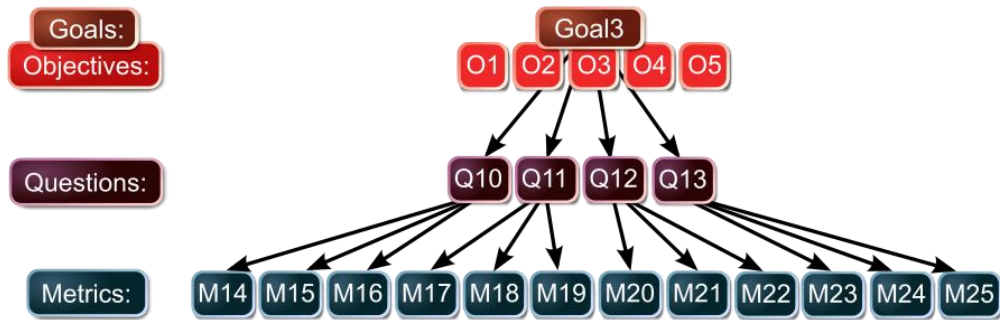 Goals: Goal3
Objectives: O1 O2 O3 O4 O5
Questions: Q10 Q11 Q12 Q13
Metrics: M14 M15 M16 M17 M18 M19 M20 M21 M22 M23 M24 M25